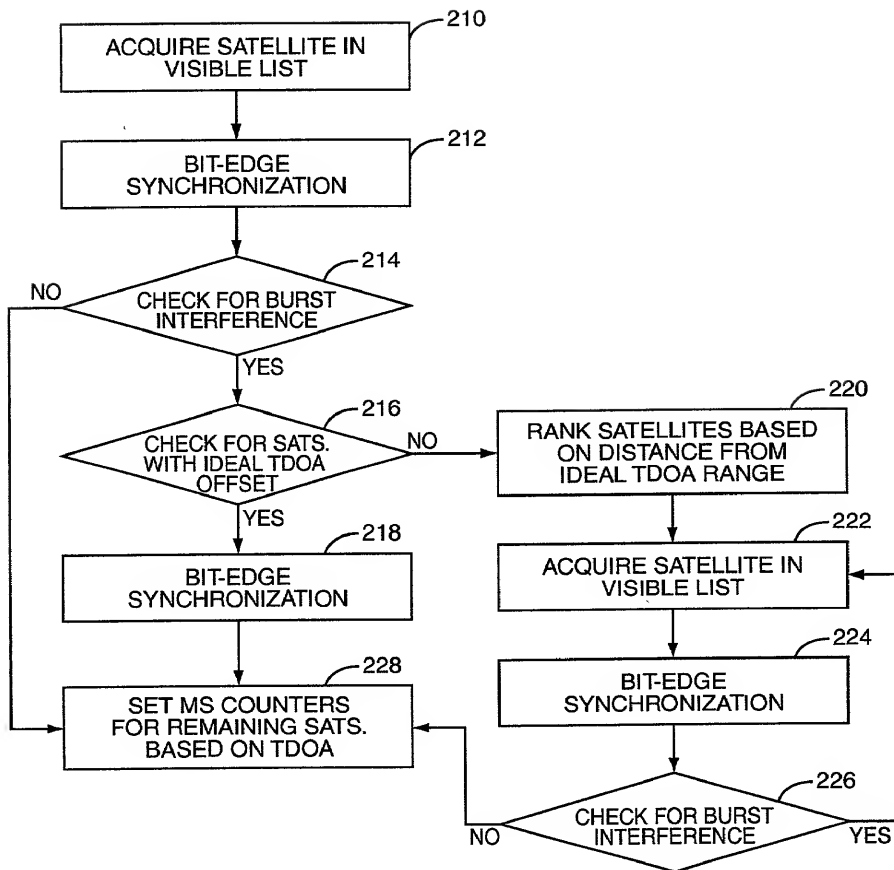 210
ACQUIRE SATELLITE IN
VISIBLE LIST
212
BIT-EDGE
SYNCHRONIZATION
214
NO
CHECK FOR BURST
INTERFERENCE
YES
216
CHECK FOR SATS.
WITH IDEAL TDOA
OFFSET
NO
YES
218
BIT-EDGE
SYNCHRONIZATION
228
SET MS COUNTERS
FOR REMAINING SATS.
BASED ON TDOA
220
RANK SATELLITES BASED
ON DISTANCE FROM
IDEAL TDOA RANGE
222
ACQUIRE SATELLITE IN
VISIBLE LIST
224
BIT-EDGE
SYNCHRONIZATION
226
CHECK FOR BURST
INTERFERENCE
NO
YES